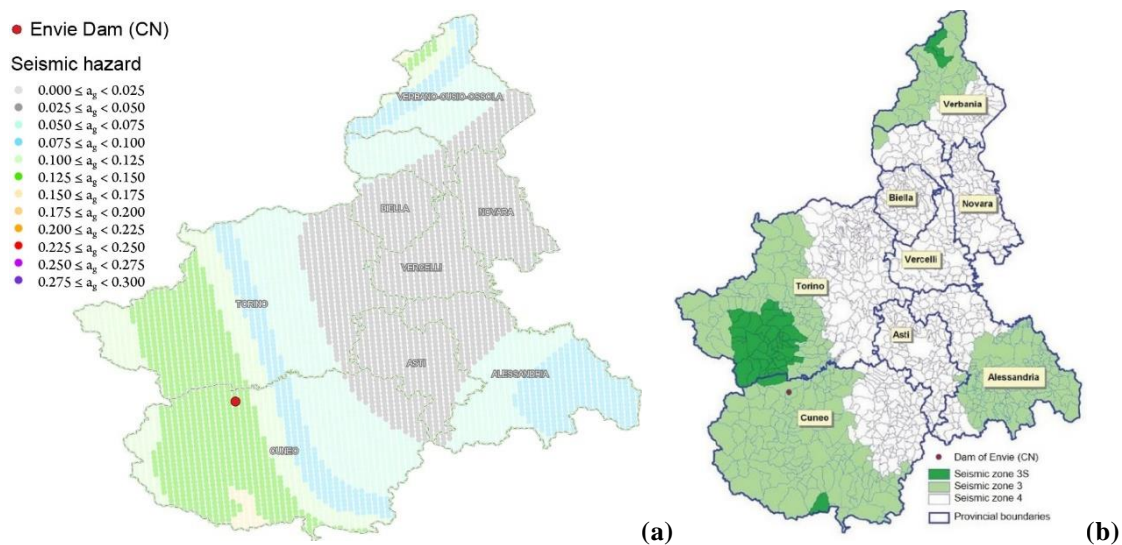 Envie Dam (CN)
Seismic hazard
0.000 ≤ ag < 0.025
0.025 ≤ ag < 0.050
0.050 ≤ ag < 0.075
0.075 ≤ ag < 0.100
0.100 ≤ ag < 0.125
0.125 ≤ ag < 0.150
0.150 ≤ ag < 0.175
0.175 ≤ ag < 0.200
0.200 ≤ ag < 0.225
0.225 ≤ ag < 0.250
0.250 ≤ ag < 0.275
0.275 ≤ ag < 0.300
VERBANO-CUSIO-OSSOLA
BIELLA
NOVARA
VERCELLI
TORINO
ASTI
ALESSANDRIA
CUNEO
(a)
Verbania
Biella
Novara
Vercelli
Torino
Asti
Alessandria
Cuneo
Dam of Envie (CN)
Seismic zone 3S
Seismic zone 3
Seismic zone 4
Provincial boundaries
(b)